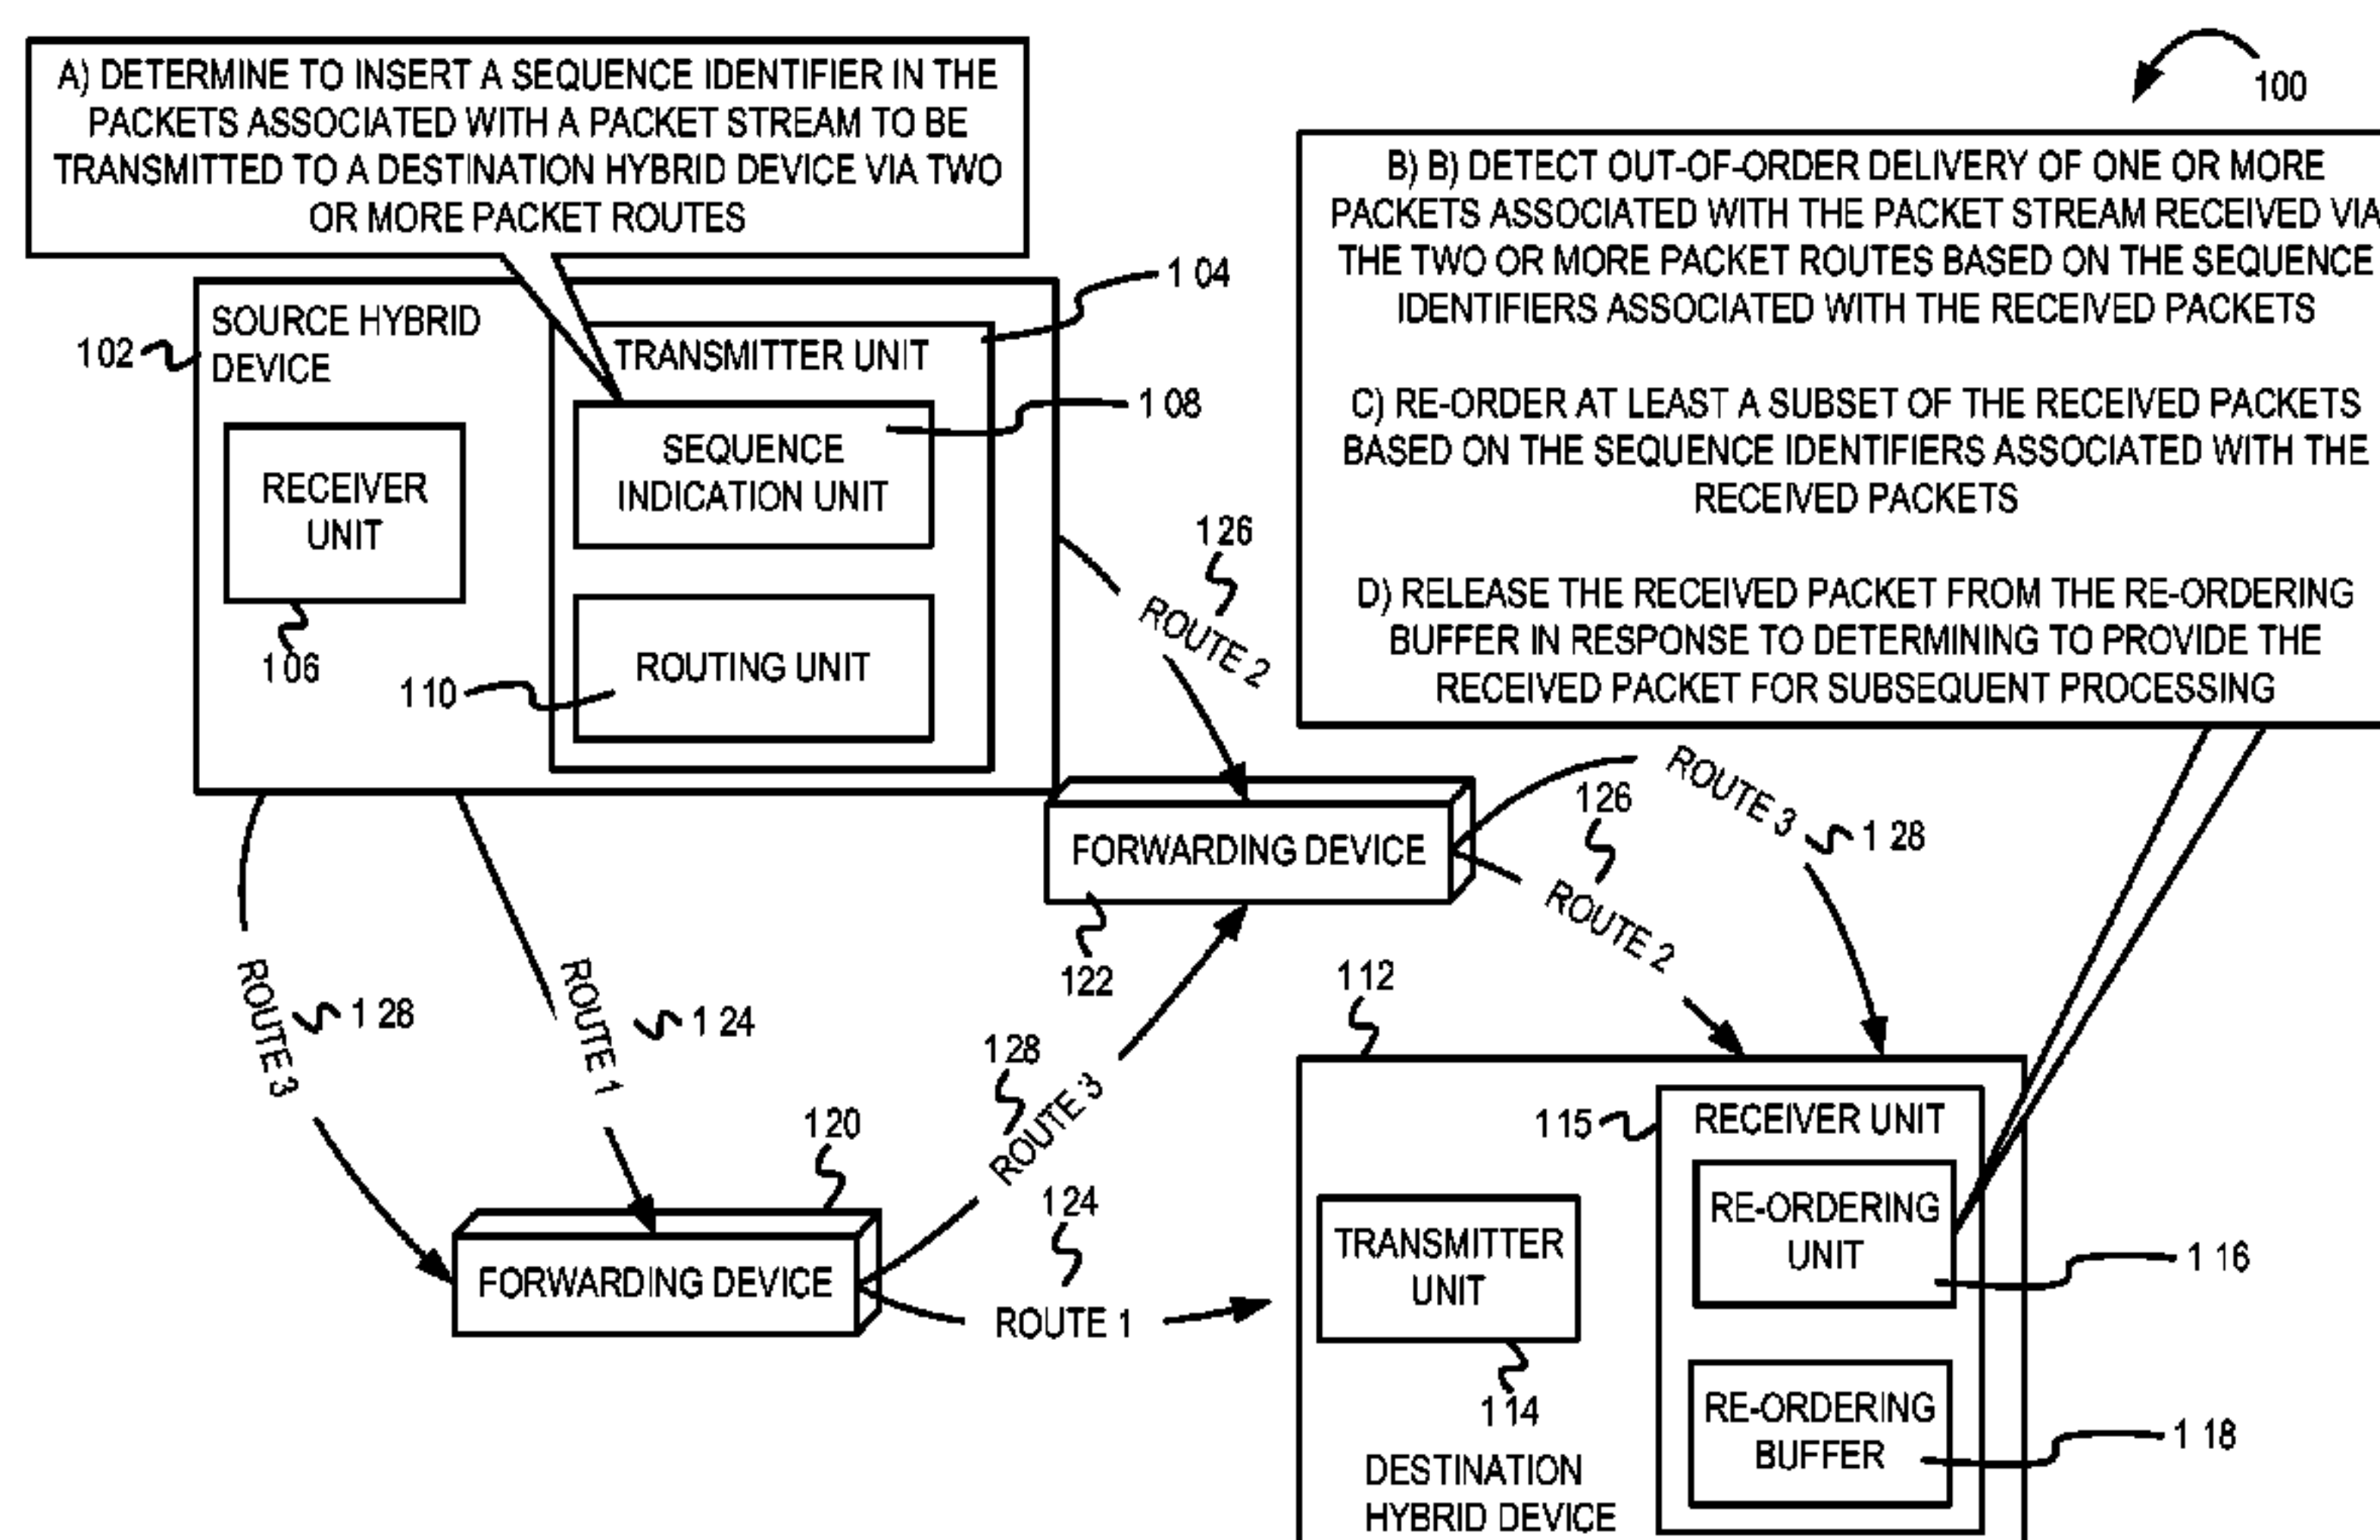 A) DETERMINE TO INSERT A SEQUENCE IDENTIFIER IN THE
PACKETS ASSOCIATED WITH A PACKET STREAM TO BE
TRANSMITTED TO A DESTINATION HYBRID DEVICE VIA TWO
OR MORE PACKET ROUTES
100
B) B) DETECT OUT-OF-ORDER DELIVERY OF ONE OR MORE
PACKETS ASSOCIATED WITH THE PACKET STREAM RECEIVED VIA
THE TWO OR MORE PACKET ROUTES BASED ON THE SEQUENCE
IDENTIFIERS ASSOCIATED WITH THE RECEIVED PACKETS
C) RE-ORDER AT LEAST A SUBSET OF THE RECEIVED PACKETS
BASED ON THE SEQUENCE IDENTIFIERS ASSOCIATED WITH THE
RECEIVED PACKETS
D) RELEASE THE RECEIVED PACKET FROM THE RE-ORDERING
BUFFER IN RESPONSE TO DETERMINING TO PROVIDE THE
RECEIVED PACKET FOR SUBSEQUENT PROCESSING
102
SOURCE HYBRID
DEVICE
104
TRANSMITTER UNIT
108
SEQUENCE
INDICATION UNIT
RECEIVER
UNIT
106
110
ROUTING UNIT
126
ROUTE 2
FORWARDING DEVICE
122
ROUTE 3
128
126
ROUTE 2
ROUTE 3
128
ROUTE 1
124
128
ROUTE 3
120
FORWARDING DEVICE
124
ROUTE 1
112
115
RECEIVER UNIT
RE-ORDERING
UNIT
116
TRANSMITTER
UNIT
114
RE-ORDERING
BUFFER
118
DESTINATION
HYBRID DEVICE